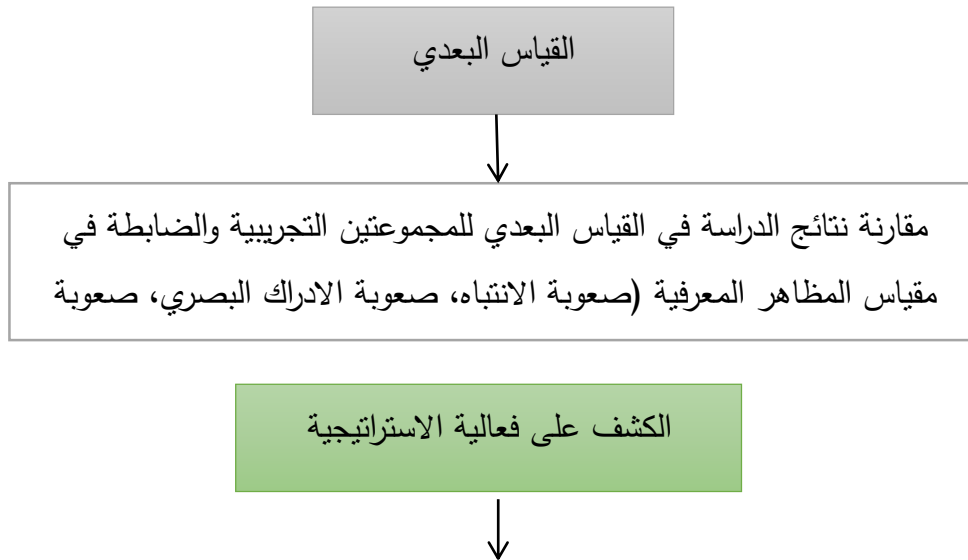 القياس البعدي
مقارنة نتائج الدراسة في القياس البعدي للمجموعتين التجريبية والضابطة في
مقياس المظاهر المعرفية (صعوبة الانتباه، صعوبة الادراك البصري، صعوبة
الكشف على فعالية الاستراتيجية